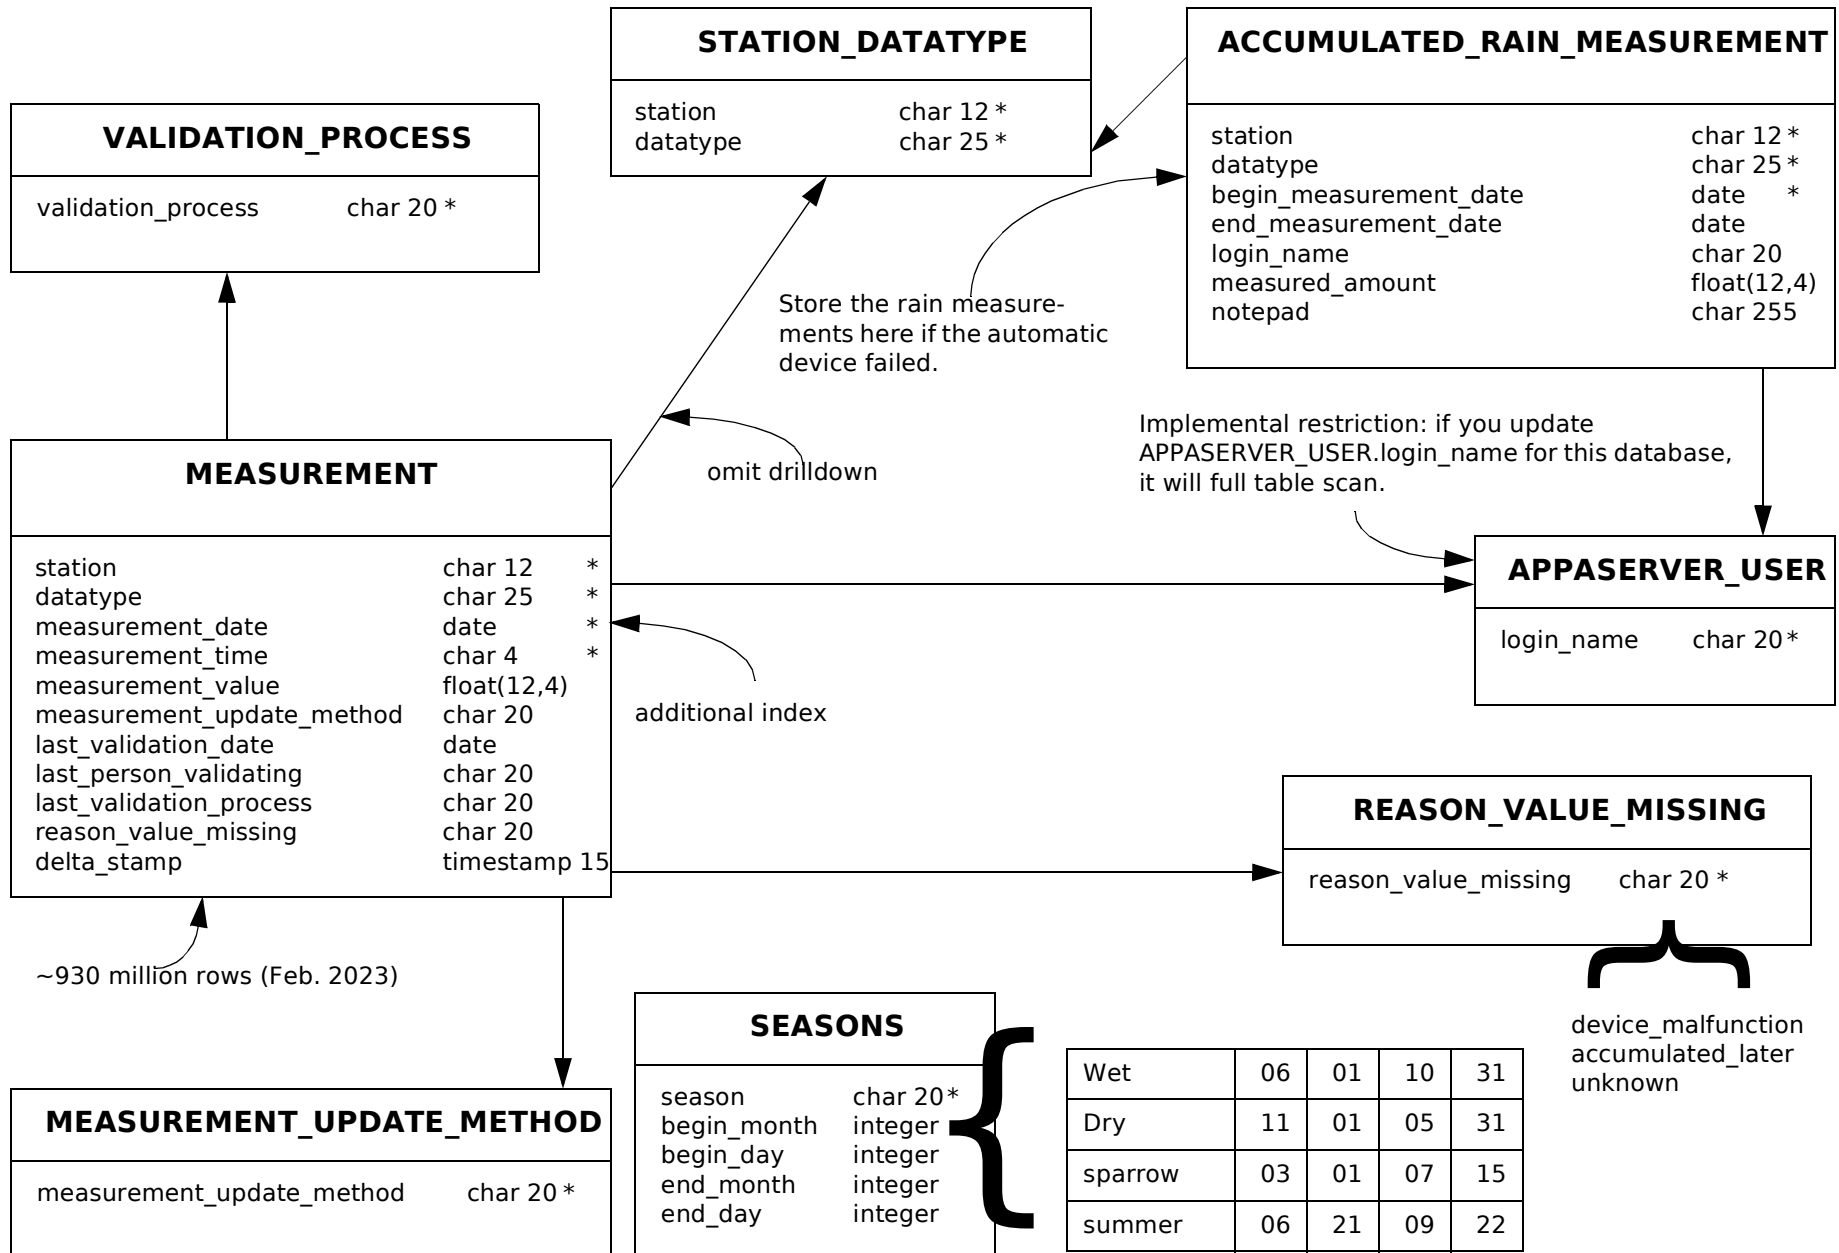 STATION_DATATYPE
station char 12 *
datatype char 25 *
ACCUMULATED_RAIN_MEASUREMENT
station char 12 *
datatype char 25 *
begin_measurement_date date *
end_measurement_date date
login_name char 20
measured_amount float(12,4)
notepad char 255
VALIDATION_PROCESS
validation_process char 20 *
Store the rain measure-
ments here if the automatic
device failed.
omit drilldown
Implemental restriction: if you update
APPASERVER_USER.login_name for this database,
it will full table scan.
MEASUREMENT
station char 12 *
datatype char 25 *
measurement_date date *
measurement_time char 4 *
measurement_value float(12,4)
measurement_update_method char 20
last_validation_date date
last_person_validating char 20
last_validation_process char 20
reason_value_missing char 20
delta_stamp timestamp 15
additional index
APPASERVER_USER
login_name char 20 *
REASON_VALUE_MISSING
reason_value_missing char 20 *
device_malfunction
accumulated_later
unknown
~930 million rows (Feb. 2023)
MEASUREMENT_UPDATE_METHOD
measurement_update_method char 20 *
SEASONS
season char 20 *
begin_month integer
begin_day integer
end_month integer
end_day integer
Wet 06 01 10 31
Dry 11 01 05 31
sparrow 03 01 07 15
summer 06 21 09 22